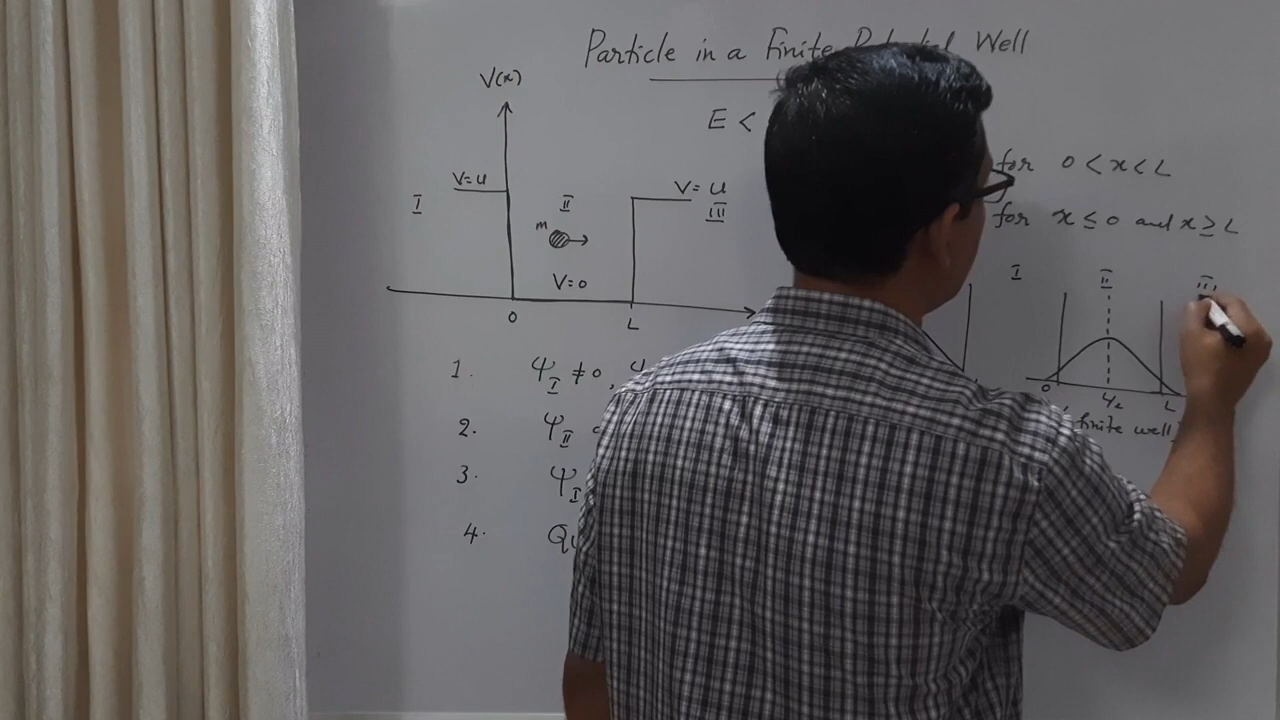 Particle in a Finite Well
V(x)
E <
V=u
V= u
I
II
III
m
V=0
0
L
for 0 < x < L
for x ≤ 0 and x ≥ L
I
II
III
0
L
finite well
1. Ψ_I ≠ 0,
2. Ψ_II
3. Ψ_I
4.